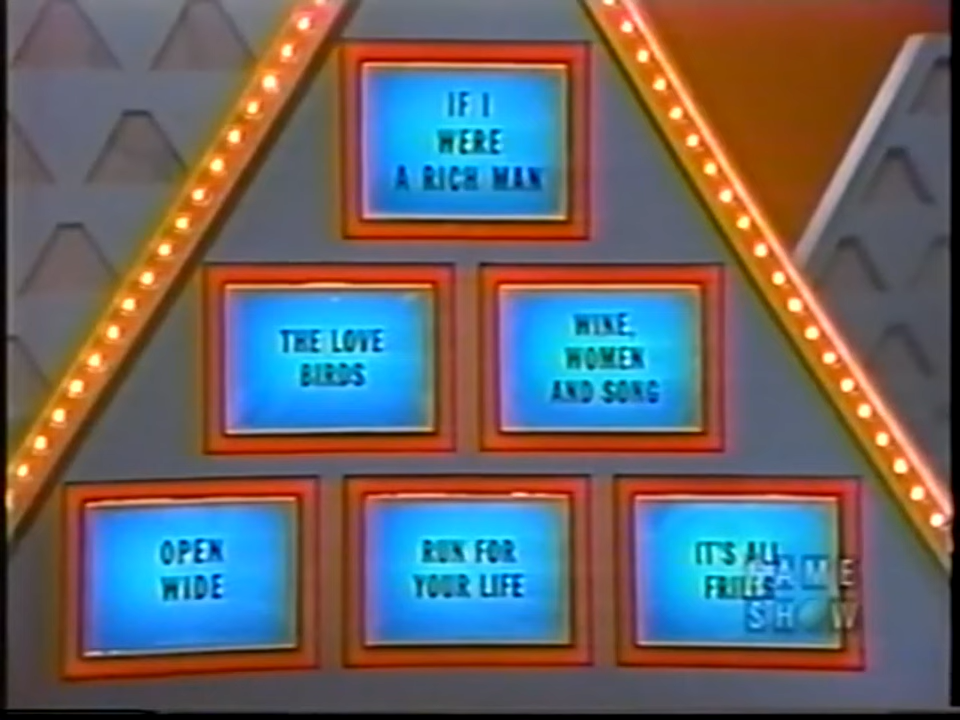 IF I
WERE
A RICH MAN
THE LOVE
BIRDS
WINE,
WOMEN
AND SONG
OPEN
WIDE
RUN FOR
YOUR LIFE
IT'S ALL
FRILLS
GAME
SHOW